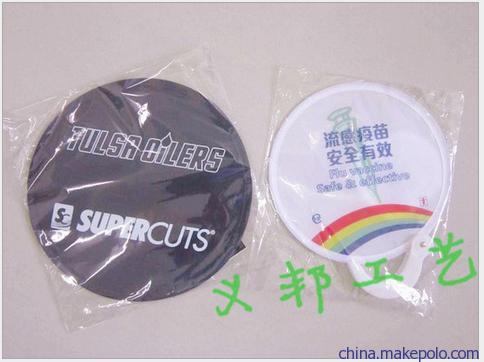 TULSA OILERS
SUPERCUTS®
流感疫苗
安全有效
Flu vaccine
Safe & effective
义邦工艺
china.makepolo.com